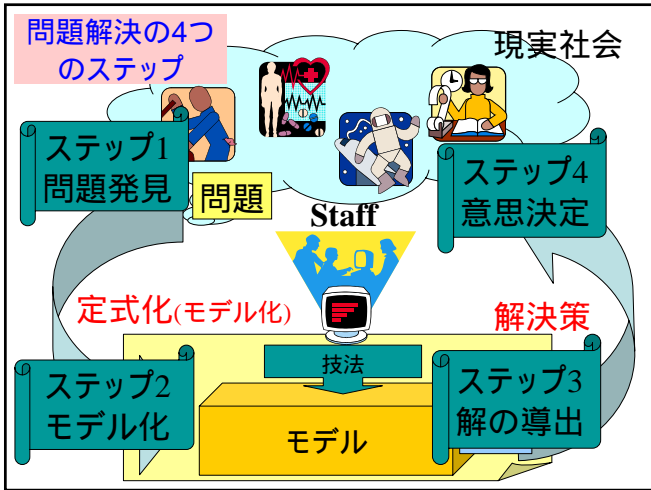 問題解決の4つ
のステップ
現実社会
ステップ1
問題発見
問題
Staff
ステップ4
意思決定
定式化(モデル化)
解決策
ステップ2
モデル化
技法
モデル
ステップ3
解の導出